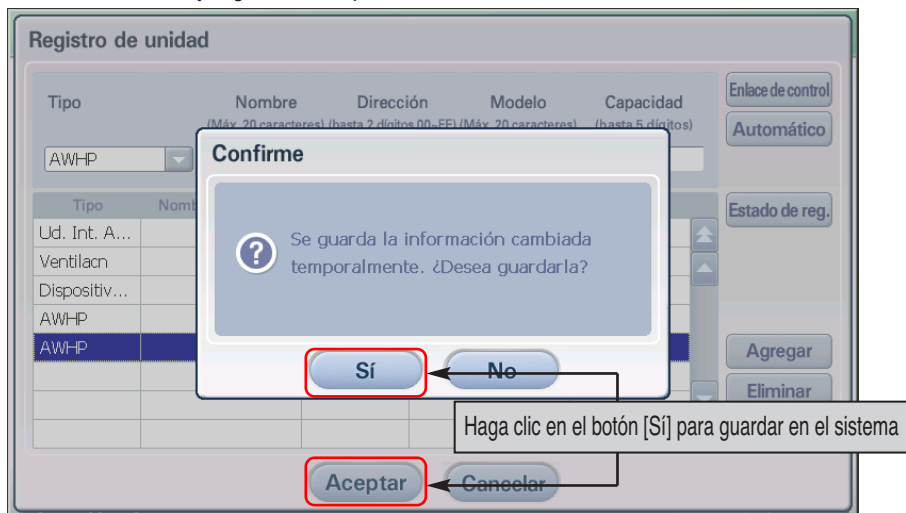 Registro de unidad
Tipo Nombre Dirección Modelo Capacidad
(Máx. 20 caracteres) (hasta 2 dígitos 00~FF) (Máx. 20 caracteres) (hasta 5 dígitos)
Enlace de control
Automático
AWHP
Confirme
Tipo
Estado de reg.
Ud. Int. A...
Ventilacn
Dispositiv...
AWHP
AWHP
Se guarda la información cambiada
temporalmente. ¿Desea guardarla?
Sí No
Agregar
Eliminar
Haga clic en el botón [Sí] para guardar en el sistema
Aceptar Cancelar